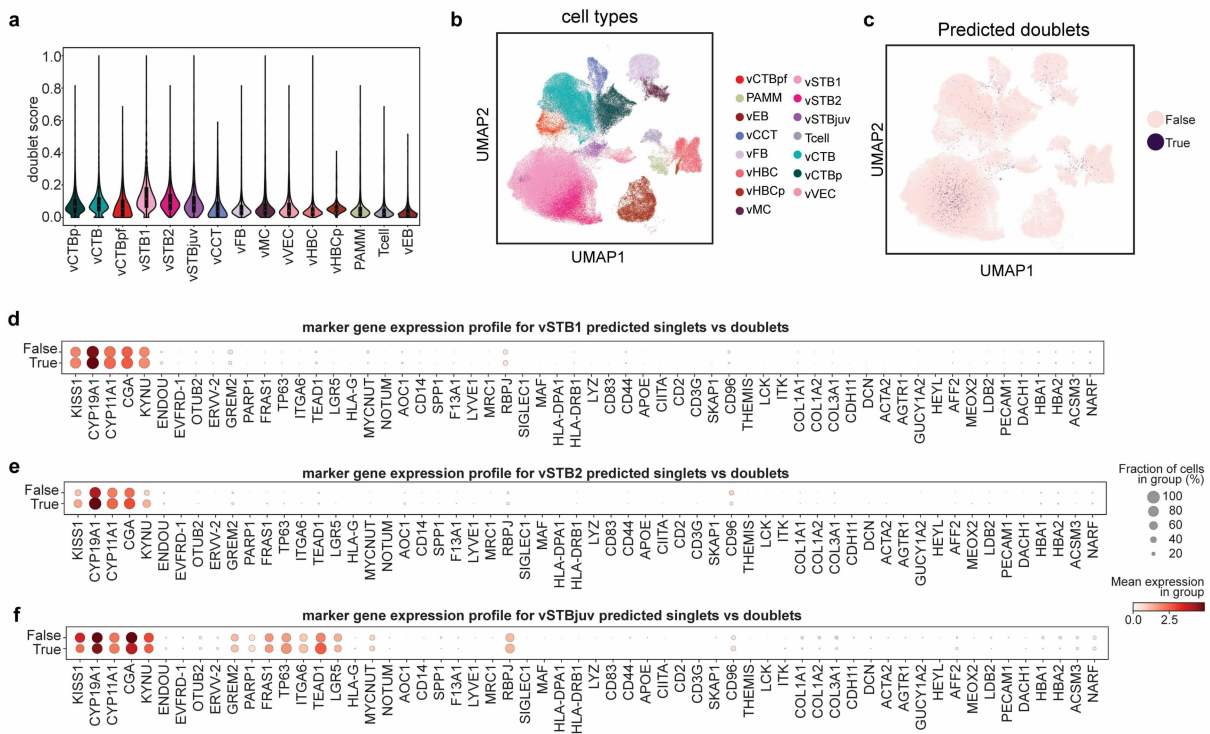 a
doublet score
1.0
0.8
0.6
0.4
0.2
0.0
vCTBp
vCTB
vCTBpf
vSTB1
vSTB2
vSTBjuv
vCCT
vFB
vMC
vVEC
vHBC
vHBCp
PAMM
Tcell
vEB
b
cell types
UMAP2
UMAP1
vCTBpf
PAMM
vEB
vCCT
vFB
vHBC
vHBCp
vMC
vSTB1
vSTB2
vSTBjuv
Tcell
vCTB
vCTBp
vVEC
c
Predicted doublets
UMAP2
UMAP1
False
True
d
marker gene expression profile for vSTB1 predicted singlets vs doublets
False
True
KISS1
CYP19A1
CYP11A1
CGA
KYNU
ENDOU
EVFRD-1
OTUB2
ERVV-2
GREM2
PARP1
FRAS1
TP63
ITGA6
TEAD1
LGR5
HLA-G
MYCNUT
NOTUM
AOC1
CD14
SPP1
F13A1
LYVE1
MRC1
RBPJ
SIGLEC1
MAF
HLA-DPA1
HLA-DRB1
LYZ
CD83
CD44
APOE
CIITA
CD2
CD3G
CD96
SKAP1
THEMIS
LCK
ITK
COL1A1
COL1A2
COL3A1
CDH11
DCN
ACTA2
AGTR1
GUCY1A2
HEYL
AFF2
MEOX2
LDB2
PECAM1
DACH1
HBA1
HBA2
ACSM3
NARF
e
marker gene expression profile for vSTB2 predicted singlets vs doublets
False
True
KISS1
CYP19A1
CYP11A1
CGA
KYNU
ENDOU
EVFRD-1
OTUB2
ERVV-2
GREM2
PARP1
FRAS1
TP63
ITGA6
TEAD1
LGR5
HLA-G
MYCNUT
NOTUM
AOC1
CD14
SPP1
F13A1
LYVE1
MRC1
RBPJ
SIGLEC1
MAF
HLA-DPA1
HLA-DRB1
LYZ
CD83
CD44
APOE
CIITA
CD2
CD3G
SKAP1
CD96
THEMIS
LCK
ITK
COL1A1
COL1A2
COL3A1
CDH11
DCN
ACTA2
AGTR1
GUCY1A2
HEYL
AFF2
MEOX2
LDB2
PECAM1
DACH1
HBA1
HBA2
ACSM3
NARF
Fraction of cells
in group (%)
100
80
60
40
20
Mean expression
in group
0.0
2.5
f
marker gene expression profile for vSTBjuv predicted singlets vs doublets
False
True
KISS1
CYP19A1
CYP11A1
CGA
KYNU
ENDOU
EVFRD-1
OTUB2
ERVV-2
GREM2
PARP1
FRAS1
TP63
ITGA6
TEAD1
LGR5
HLA-G
MYCNUT
NOTUM
AOC1
CD14
SPP1
F13A1
LYVE1
MRC1
RBPJ
SIGLEC1
MAF
HLA-DPA1
HLA-DRB1
LYZ
CD83
CD44
APOE
CIITA
CD2
CD3G
SKAP1
CD96
THEMIS
LCK
ITK
COL1A1
COL1A2
COL3A1
CDH11
DCN
ACTA2
AGTR1
GUCY1A2
HEYL
AFF2
MEOX2
LDB2
PECAM1
DACH1
HBA1
HBA2
ACSM3
NARF